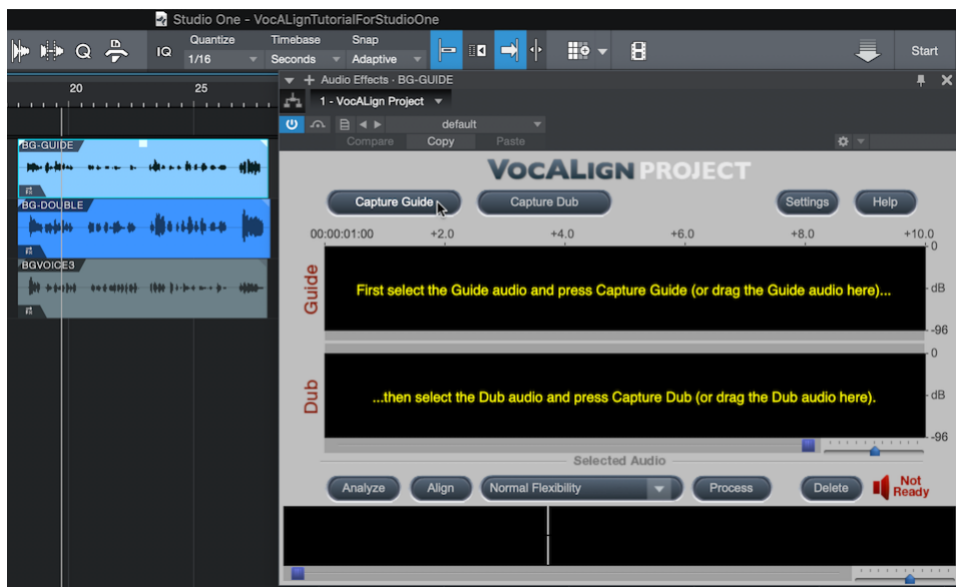 Studio One - VocALignTutorialForStudioOne
Q IQ Quantize Timebase Snap Start
1/16 Seconds Adaptive
20 25
Audio Effects - BG-GUIDE
1 - VocALign Project
default
Compare Copy Paste
BG-GUIDE
BG-DOUBLE
BGVOICE3
VOCALIGN PROJECT
Capture Guide Capture Dub Settings Help
00:00:01:00 +2.0 +4.0 +6.0 +8.0 +10.0
0
Guide
First select the Guide audio and press Capture Guide (or drag the Guide audio here)...
dB
-96
0
Dub
...then select the Dub audio and press Capture Dub (or drag the Dub audio here).
dB
-96
Selected Audio
Analyze Align Normal Flexibility Process Delete Not Ready